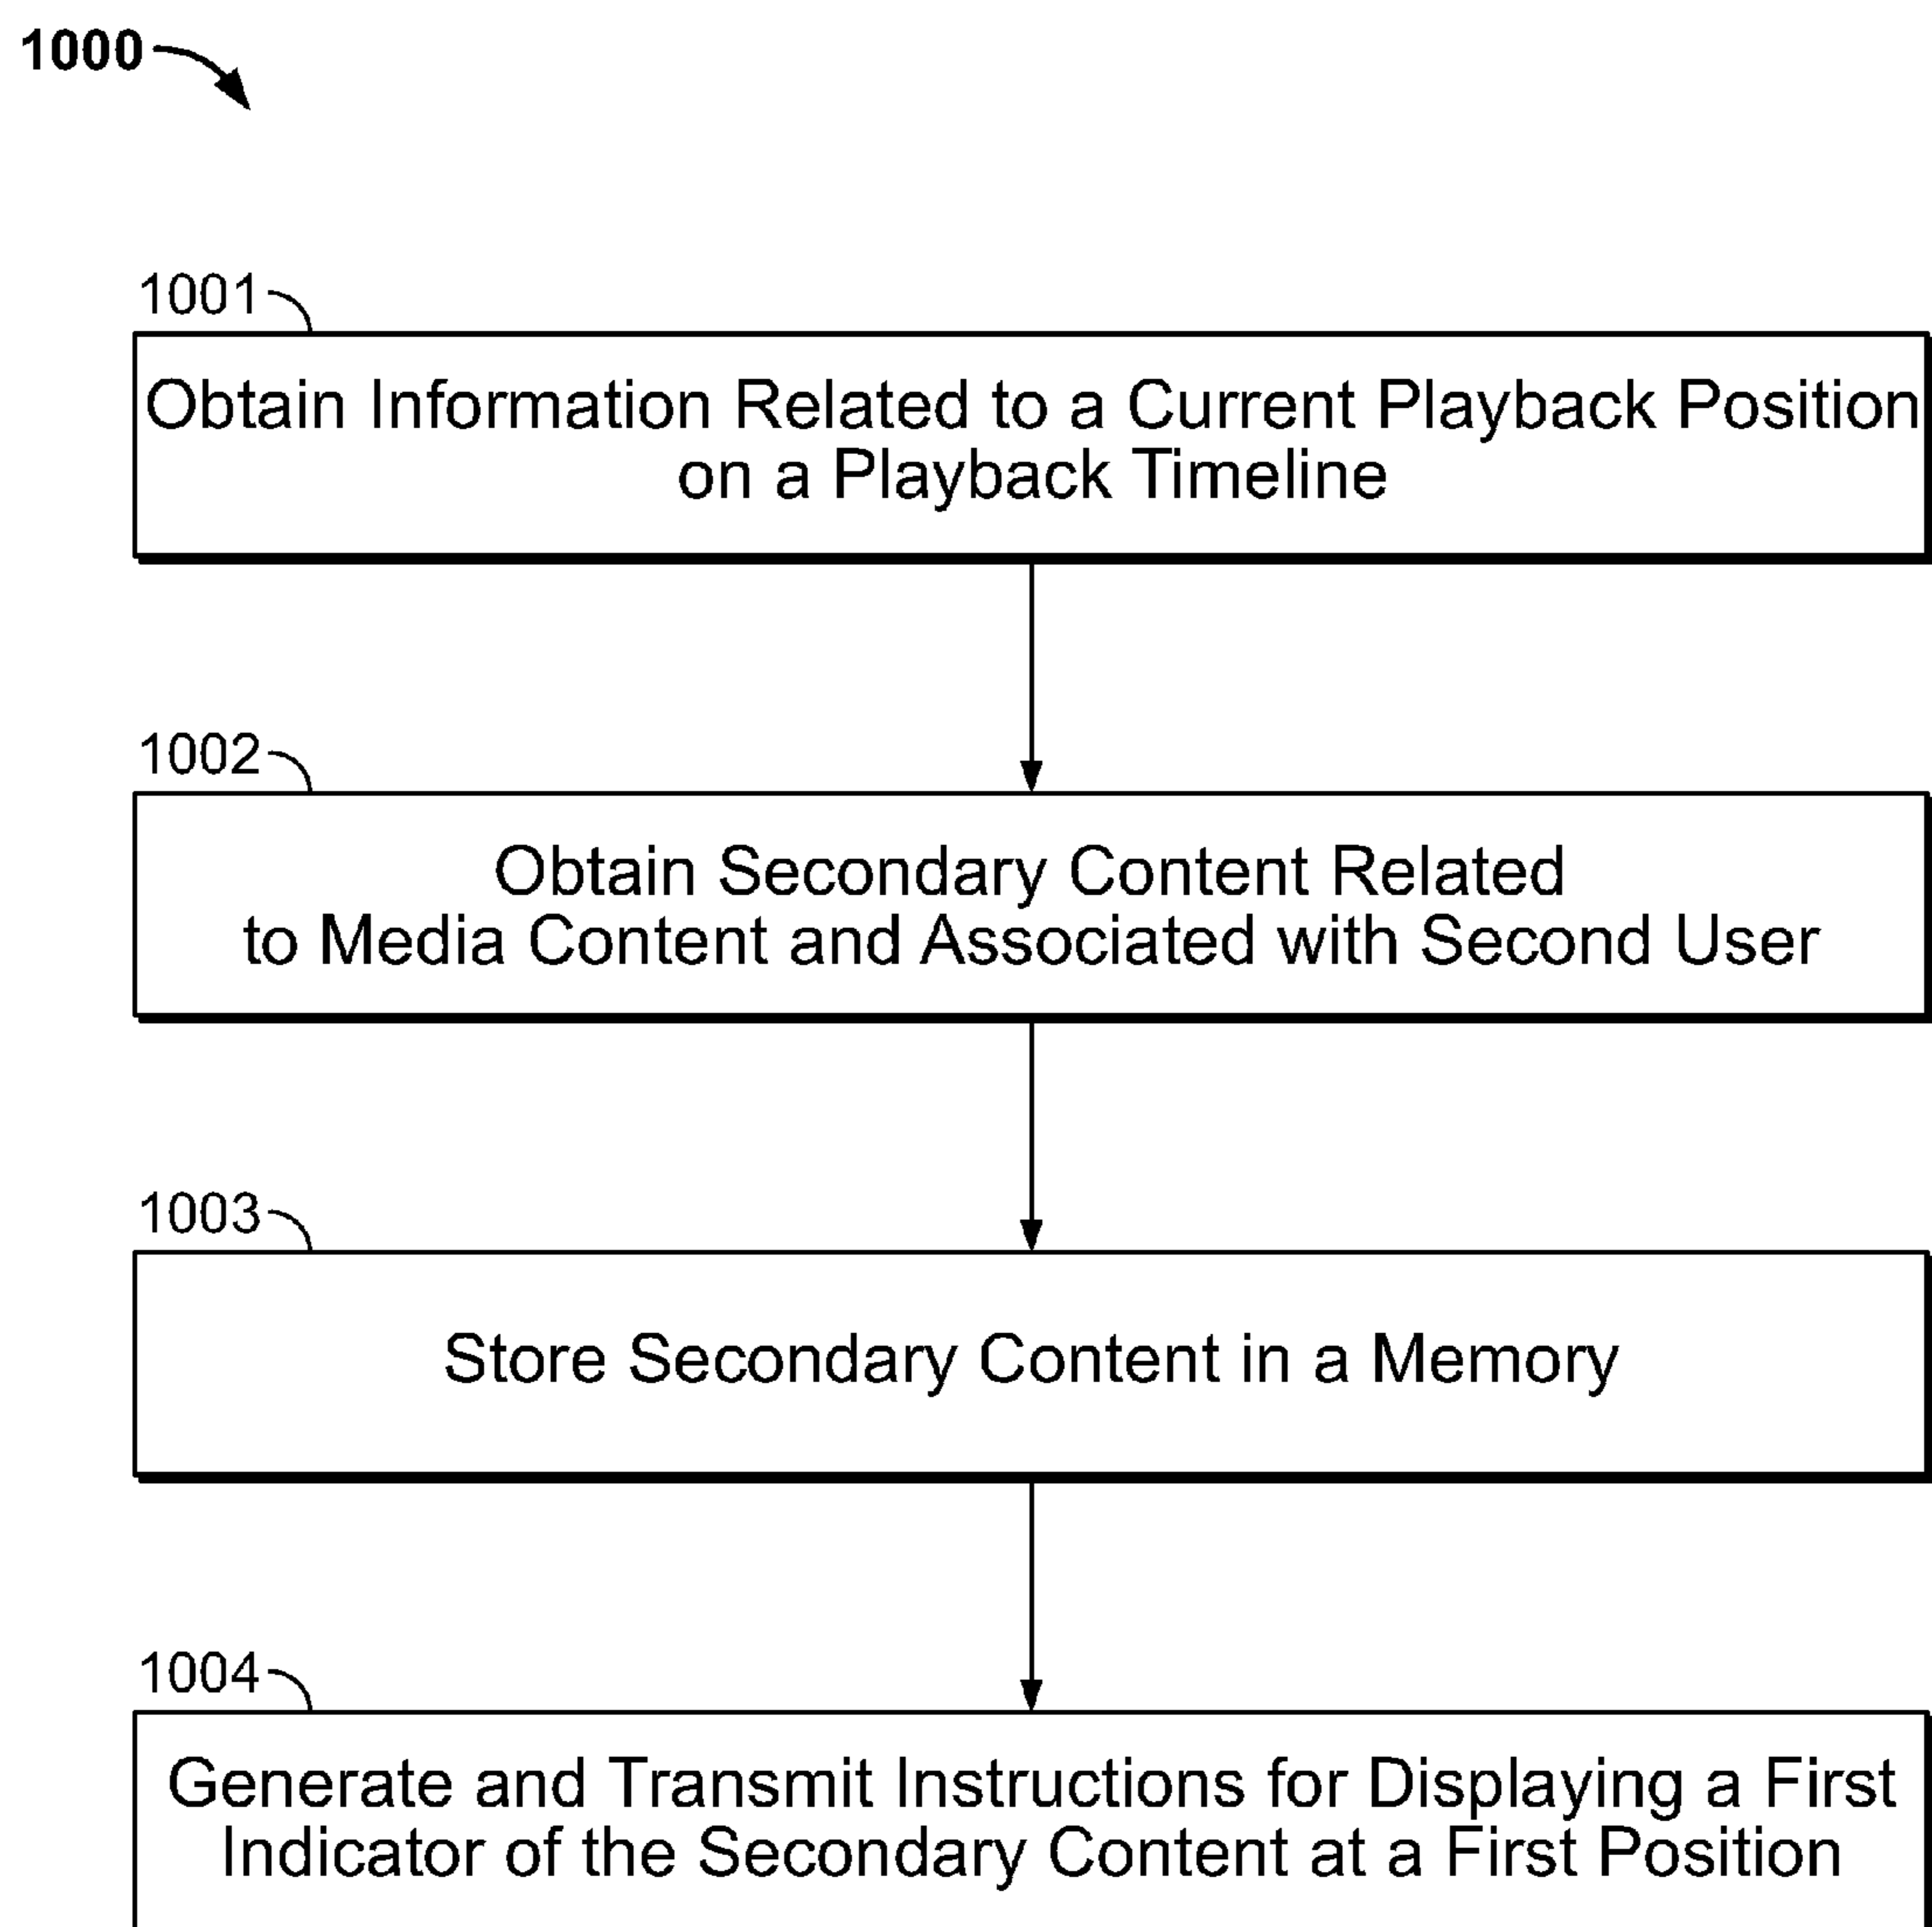 1000
1001
Obtain Information Related to a Current Playback Position
on a Playback Timeline
1002
Obtain Secondary Content Related
to Media Content and Associated with Second User
1003
Store Secondary Content in a Memory
1004
Generate and Transmit Instructions for Displaying a First
Indicator of the Secondary Content at a First Position